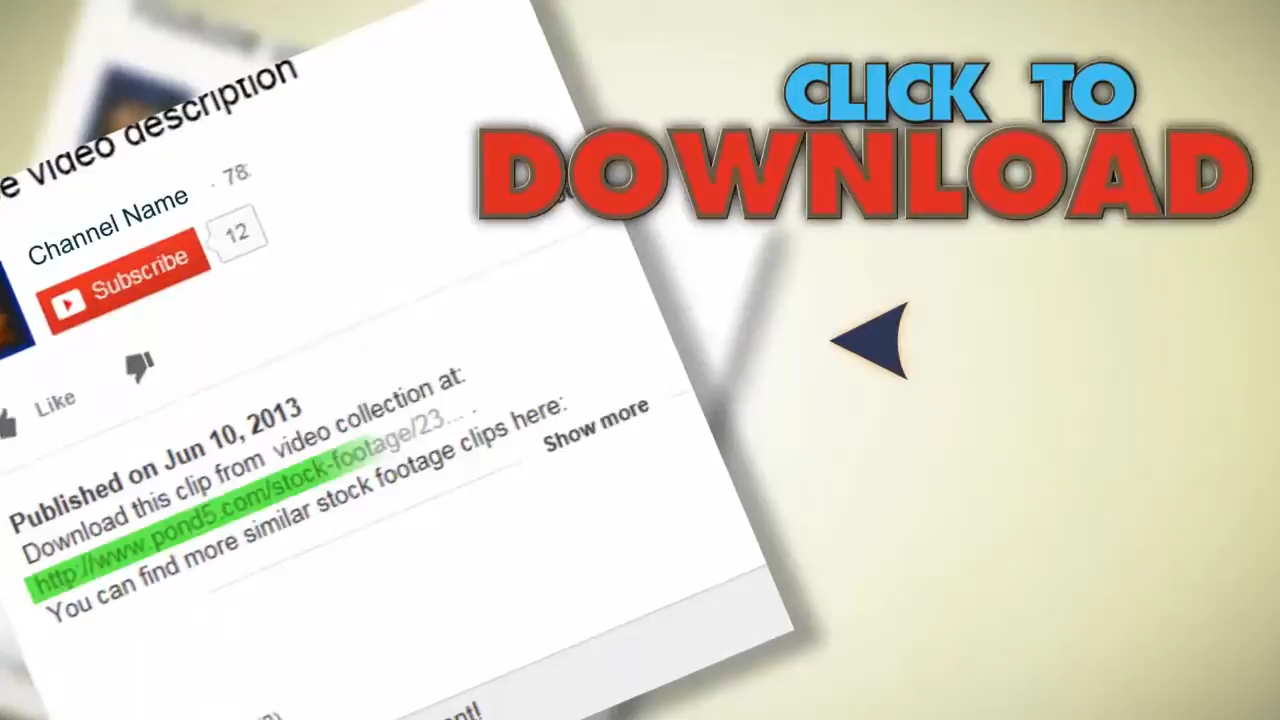 CLICK TO
DOWNLOAD
e video description
Channel Name
78
Subscribe
12
Like
Published on Jun 10, 2013
Download this clip from video collection at:
http://www.pond5.com/stock-footage/23...
You can find more similar stock footage clips here:
Show more